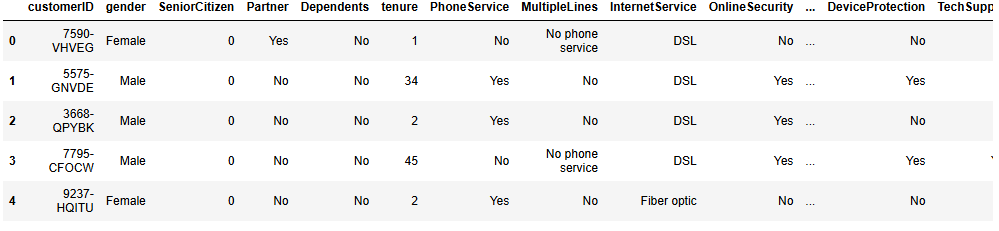 customerID gender SeniorCitizen Partner Dependents tenure PhoneService MultipleLines InternetService OnlineSecurity ... DeviceProtection TechSupp
0 7590-VHVEG Female 0 Yes No 1 No No phone service DSL No ... No
1 5575-GNVDE Male 0 No No 34 Yes No DSL Yes ... Yes
2 3668-QPYBK Male 0 No No 2 Yes No DSL Yes ... No
3 7795-CFOCW Male 0 No No 45 No No phone service DSL Yes ... Yes
4 9237-HQITU Female 0 No No 2 Yes No Fiber optic No ... No